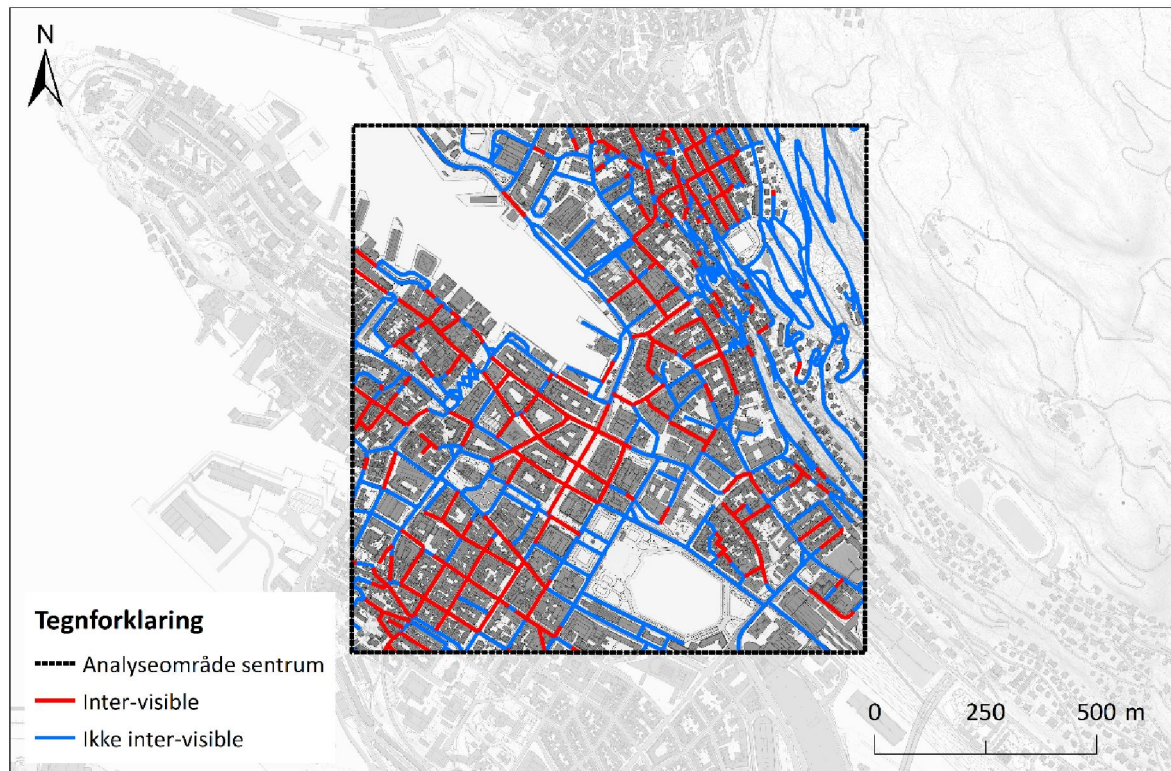 N
Tegnforklaring
Analyseområde sentrum
Inter-visible
Ikke inter-visible
0 250 500 m